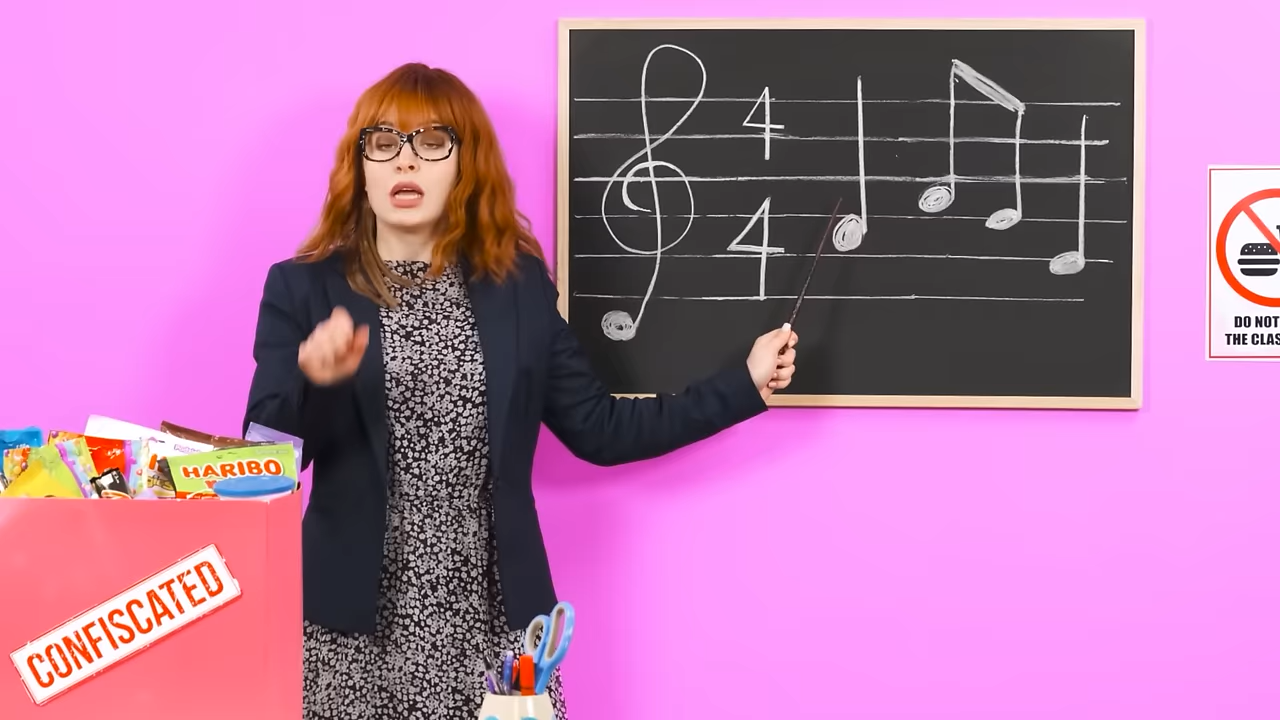 4
4
DO NOT
THE CLAS
HARIBO
CONFISCATED